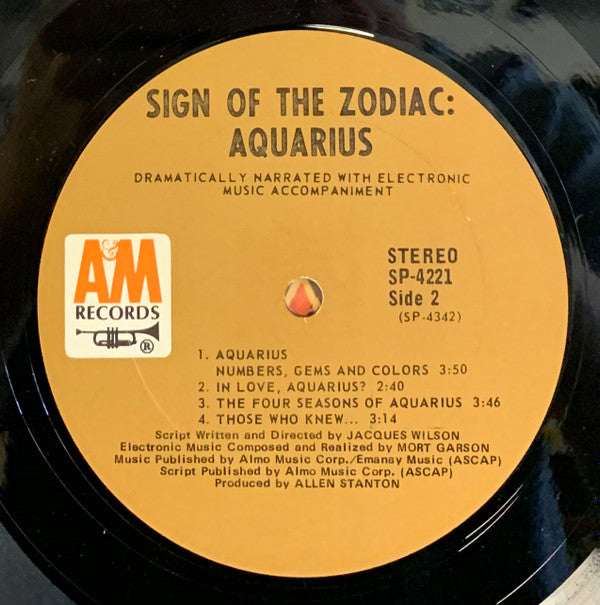 SIGN OF THE ZODIAC:
AQUARIUS
DRAMATICALLY NARRATED WITH ELECTRONIC
MUSIC ACCOMPANIMENT
A&M
RECORDS
®
STEREO
SP-4221
Side 2
(SP-4342)
1. AQUARIUS
NUMBERS, GEMS AND COLORS 3:50
2. IN LOVE, AQUARIUS? 2:40
3. THE FOUR SEASONS OF AQUARIUS 3:46
4. THOSE WHO KNEW... 3:14
Script Written and Directed by JACQUES WILSON
Electronic Music Composed and Realized by MORT GARSON
Music Published by Almo Music Corp./Emanay Music (ASCAP)
Script Published by Almo Music Corp. (ASCAP)
Produced by ALLEN STANTON